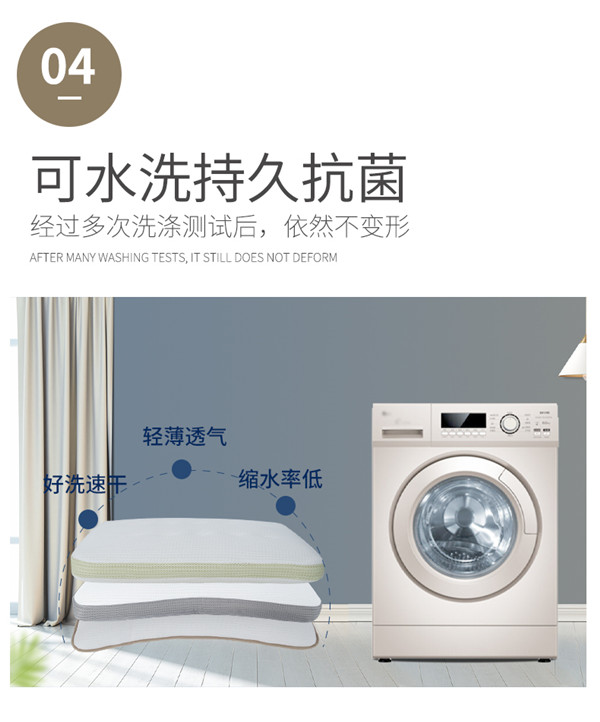 04
可水洗持久抗菌
经过多次洗涤测试后，依然不变形
AFTER MANY WASHING TESTS, IT STILL DOES NOT DEFORM
轻薄透气
好洗速干
缩水率低